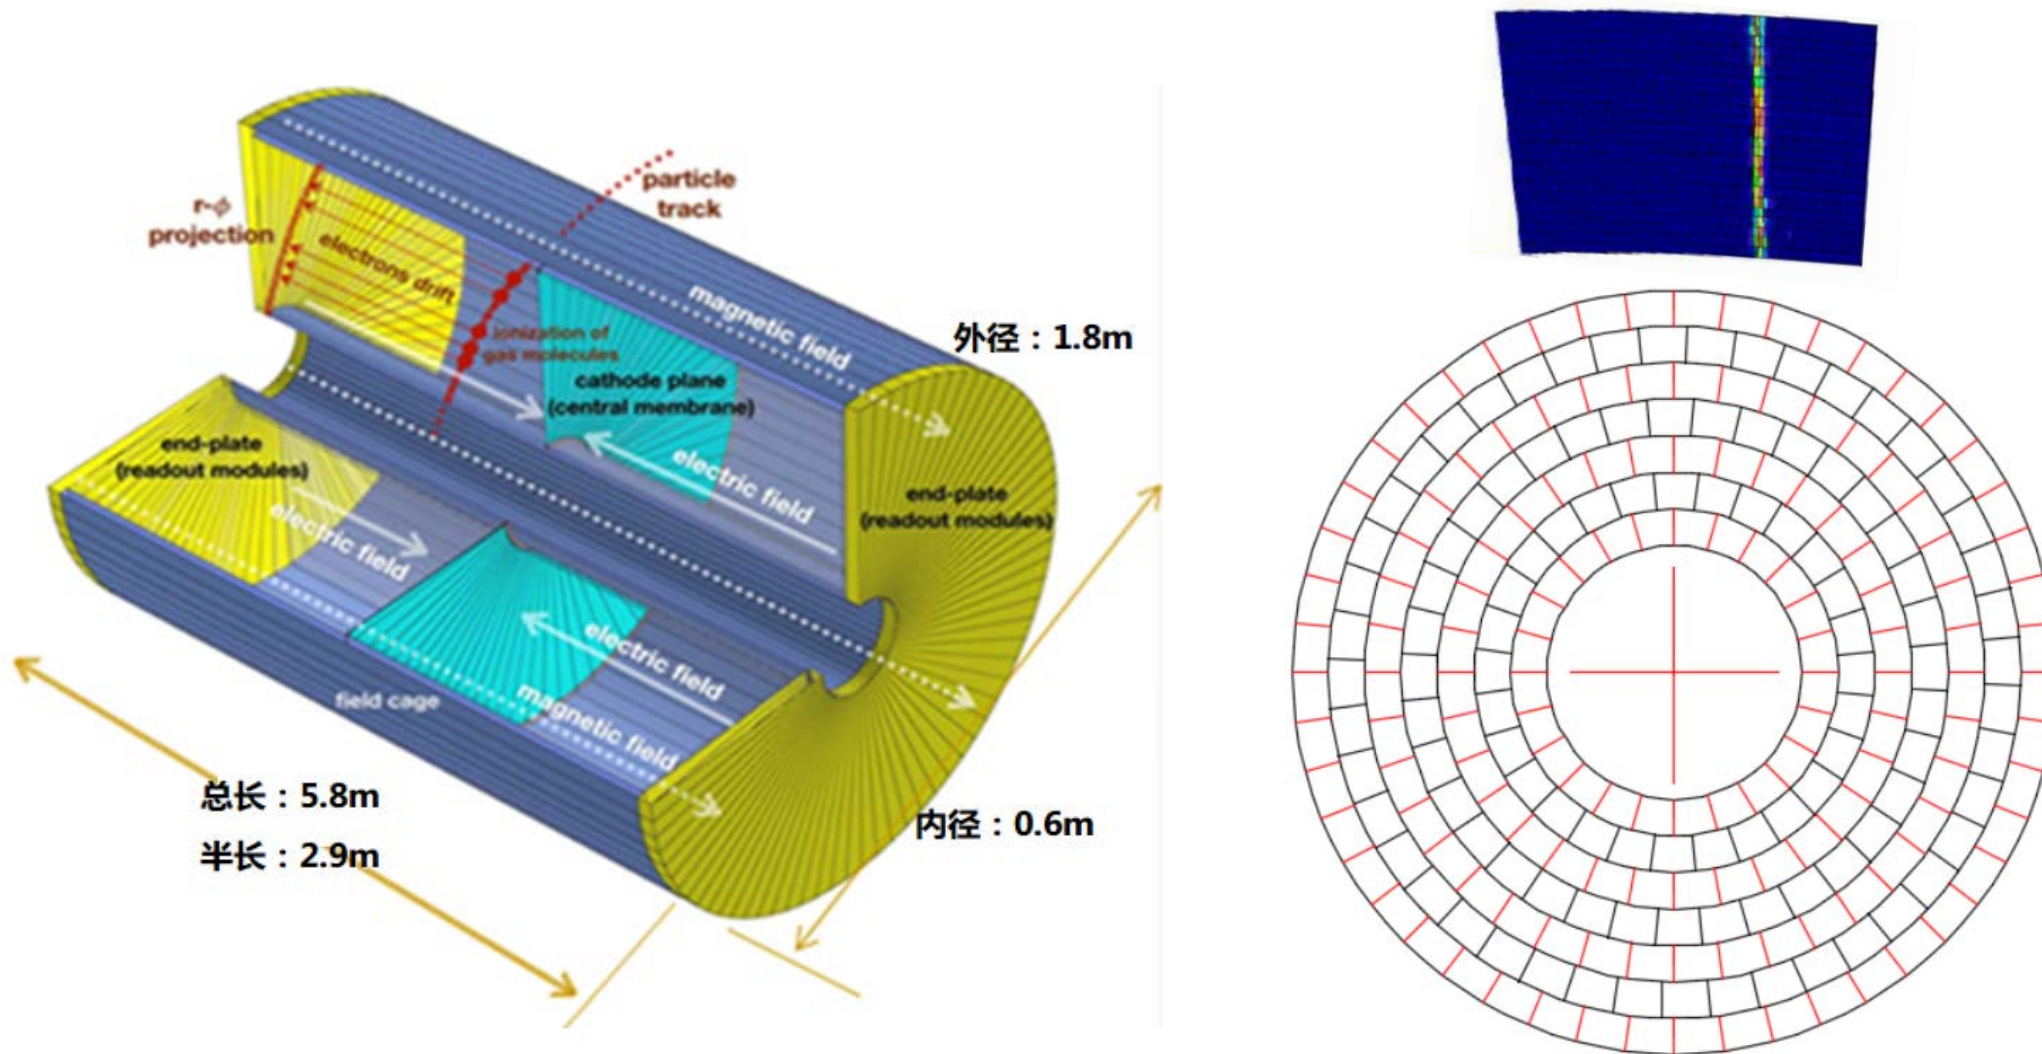 particle
track
r-ϕ
projection
electrons drift
magnetic field
外径：1.8m
ionization of
gas molecules
cathode plane
(central membrane)
end-plate
(readout modules)
electric field
end-plate
(readout modules)
electric field
electric field
magnetic field
field cage
总长：5.8m
半长：2.9m
内径：0.6m